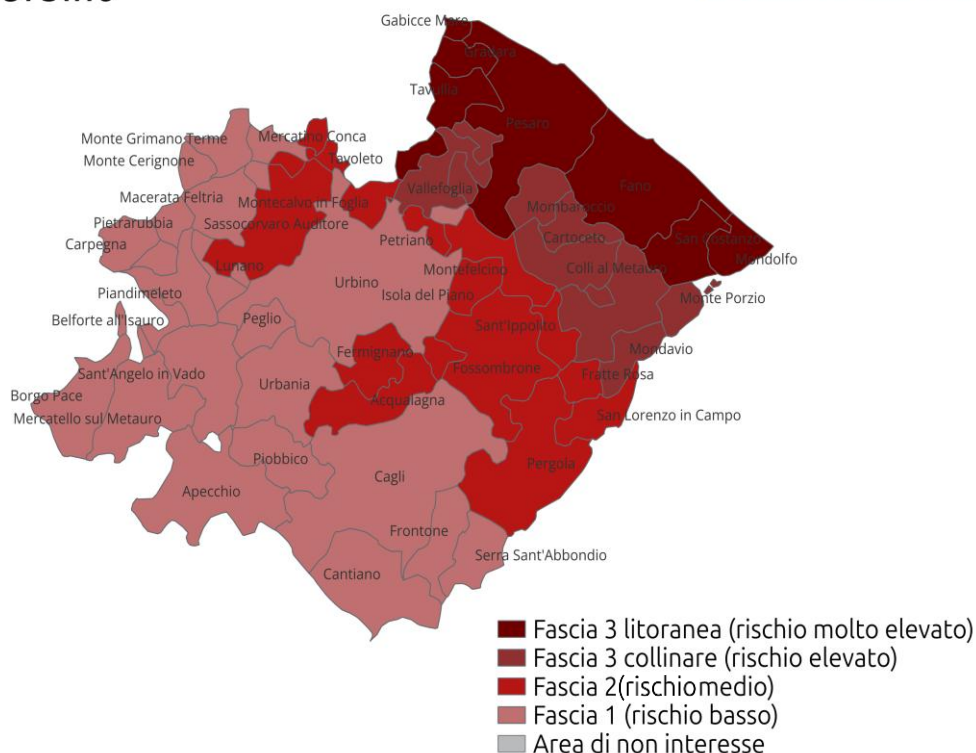 Gabicce Mare
Gradara
Tavullia
Pesaro
Monte Grimano Terme
Mercatino Conca
Monte Cerignone
Tavoleto
Vallefoglia
Fano
Macerata Feltria
Montecalvo in Foglia
Mombaroccio
Pietrarubbia
Sassocorvaro Auditore
Carpegna
Petriano
Cartoceto
San Costanzo
Lunano
Montefelcino
Colli al Metauro
Mondolfo
Urbino
Piandimeleto
Isola del Piano
Monte Porzio
Belforte all'Isauro
Peglio
Sant'Ippolito
Mondavio
Fermignano
Sant'Angelo in Vado
Urbania
Fossombrone
Fratte Rosa
Borgo Pace
Acqualagna
Mercatello sul Metauro
San Lorenzo in Campo
Piobbico
Pergola
Cagli
Apecchio
Frontone
Serra Sant'Abbondio
Cantiano
Fascia 3 litoranea (rischio molto elevato)
Fascia 3 collinare (rischio elevato)
Fascia 2(rischiomedio)
Fascia 1 (rischio basso)
Area di non interesse